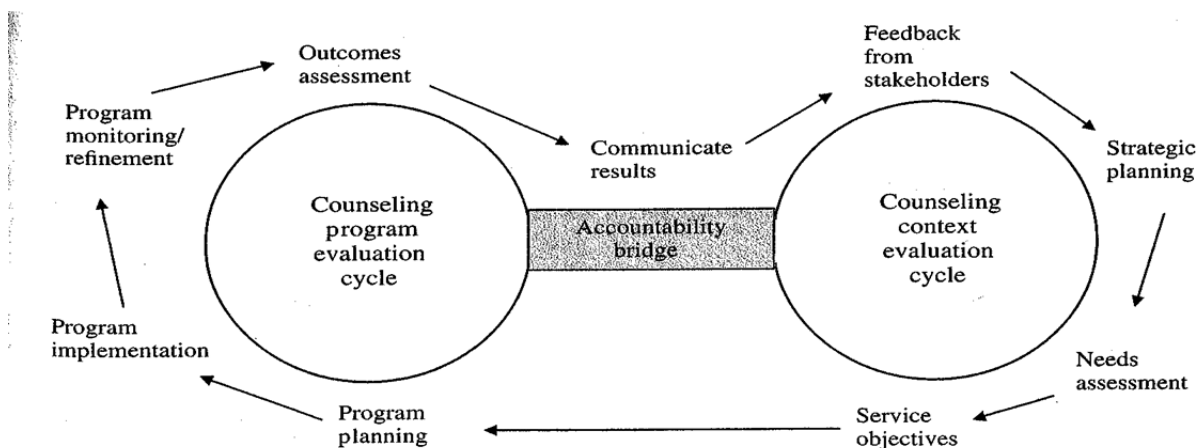 Outcomes
assessment
Feedback
from
stakeholders
Program
monitoring/
refinement
Communicate
results
Strategic
planning
Counseling
program
evaluation
cycle
Accountability
bridge
Counseling
context
evaluation
cycle
Program
implementation
Needs
assessment
Program
planning
Service
objectives